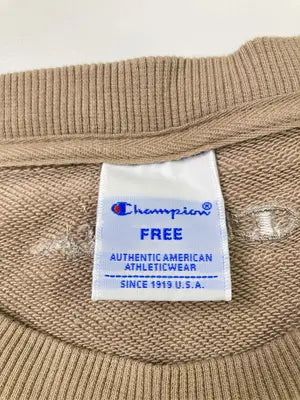 Champion
FREE
AUTHENTIC AMERICAN
ATHLETICWEAR
SINCE 1919 U.S.A.